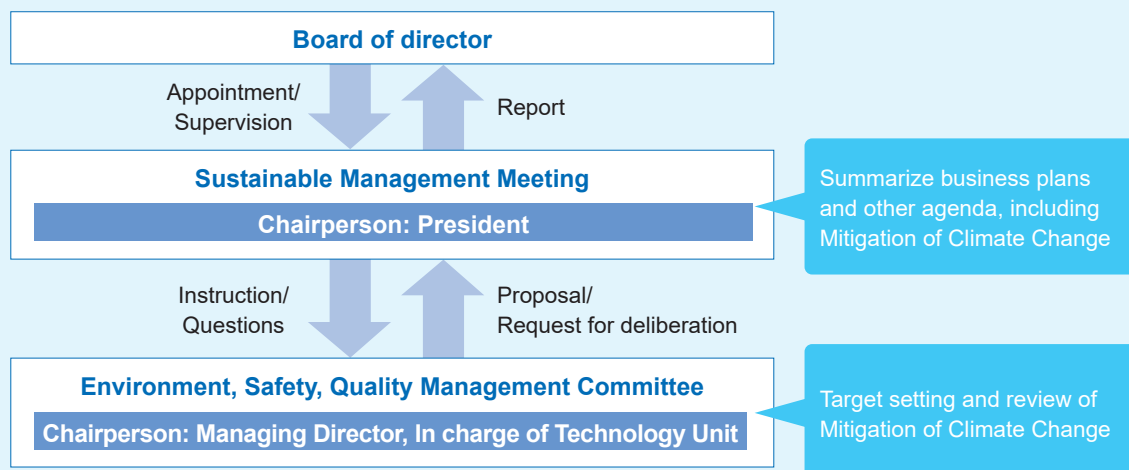 Board of director
Appointment/
Supervision
Report
Sustainable Management Meeting
Chairperson: President
Summarize business plans
and other agenda, including
Mitigation of Climate Change
Instruction/
Questions
Proposal/
Request for deliberation
Environment, Safety, Quality Management Committee
Chairperson: Managing Director, In charge of Technology Unit
Target setting and review of
Mitigation of Climate Change